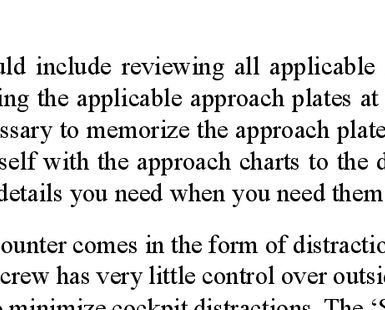 uld include reviewing all applicable
ing the applicable approach plates at
ssary to memorize the approach plate
self with the approach charts to the d
details you need when you need them
ounter comes in the form of distractio
crew has very little control over outsi
minimize cockpit distractions. The ‘S